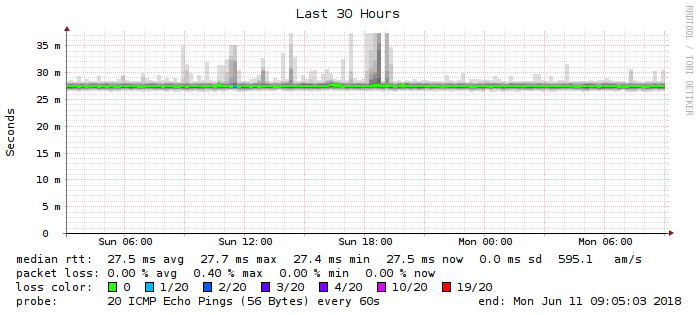 Last 30 Hours
RRDTOOL / TOBI OETIKER
Seconds
35 m
30 m
25 m
20 m
15 m
10 m
5 m
0
Sun 06:00 Sun 12:00 Sun 18:00 Mon 00:00 Mon 06:00
median rtt: 27.5 ms avg 27.7 ms max 27.4 ms min 27.5 ms now 0.0 ms sd 595.1 am/s
packet loss: 0.00 % avg 0.40 % max 0.00 % min 0.00 % now
loss color: 0 1/20 2/20 3/20 4/20 10/20 19/20
probe: 20 ICMP Echo Pings (56 Bytes) every 60s end: Mon Jun 11 09:05:03 2018